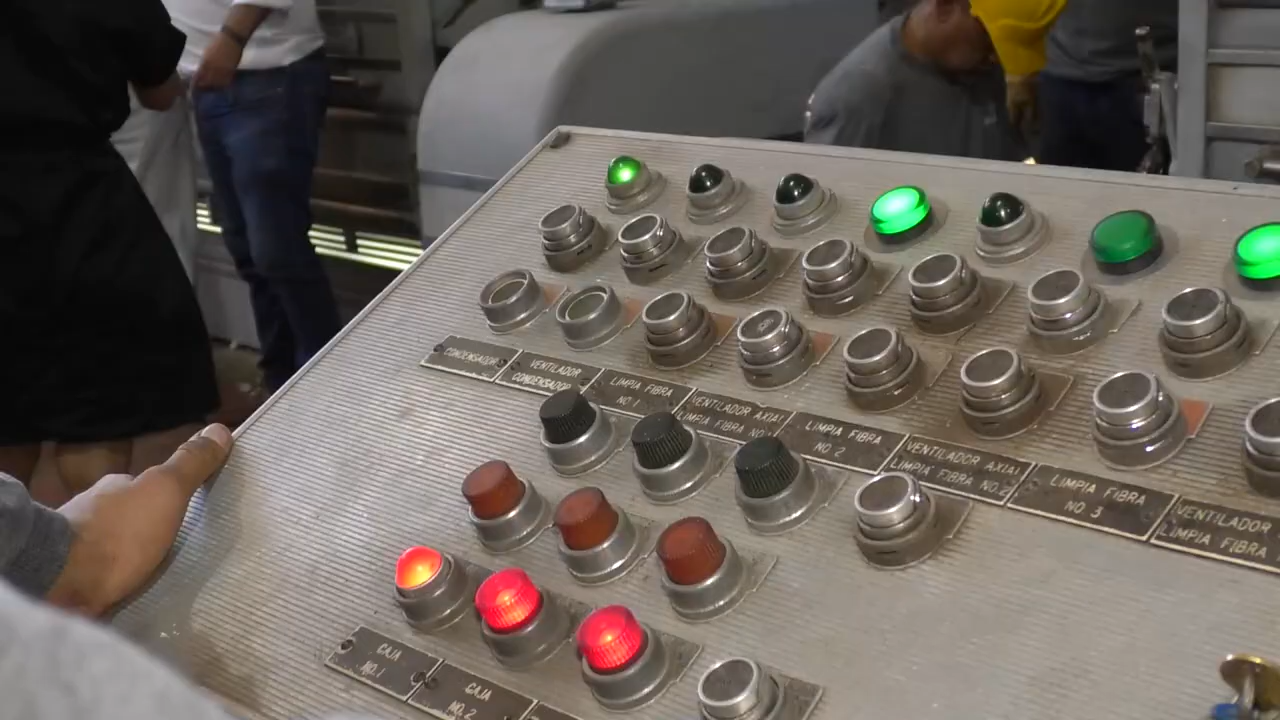 CONDENSADOR
VENTILADOR
CONDENSADOR
LIMPIA FIBRA
NO 1
VENTILADOR AXIAL
LIMPIA FIBRA NO.1
LIMPIA FIBRA
NO 2
VENTILADOR AXIAL
LIMPIA FIBRA NO.2
LIMPIA FIBRA
NO 3
VENTILADOR
LIMPIA FIBRA
CAJA
NO.1
CAJA
NO.2